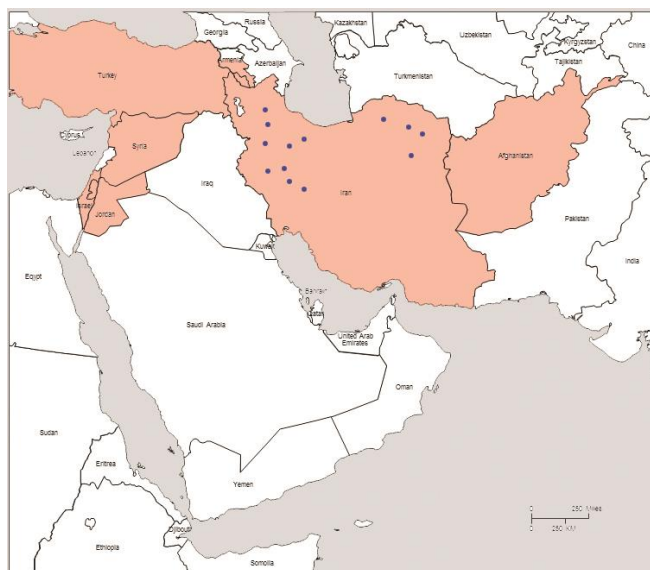 Russia
Kazakhstan
Georgia
Uzbekistan
Kyrgyzstan
China
Armenia
Azerbaijan
Tajikistan
Turkey
Turkmenistan
Cyprus
Lebanon
Syria
Afghanistan
Iraq
Iran
Israel
Jordan
Pakistan
Kuwait
India
Egypt
Bahrain
Qatar
Saudi Arabia
United Arab
Emirates
Oman
Sudan
Eritrea
Yemen
0 250 Miles
0 250 KM
Djibouti
Ethiopia
Somolia